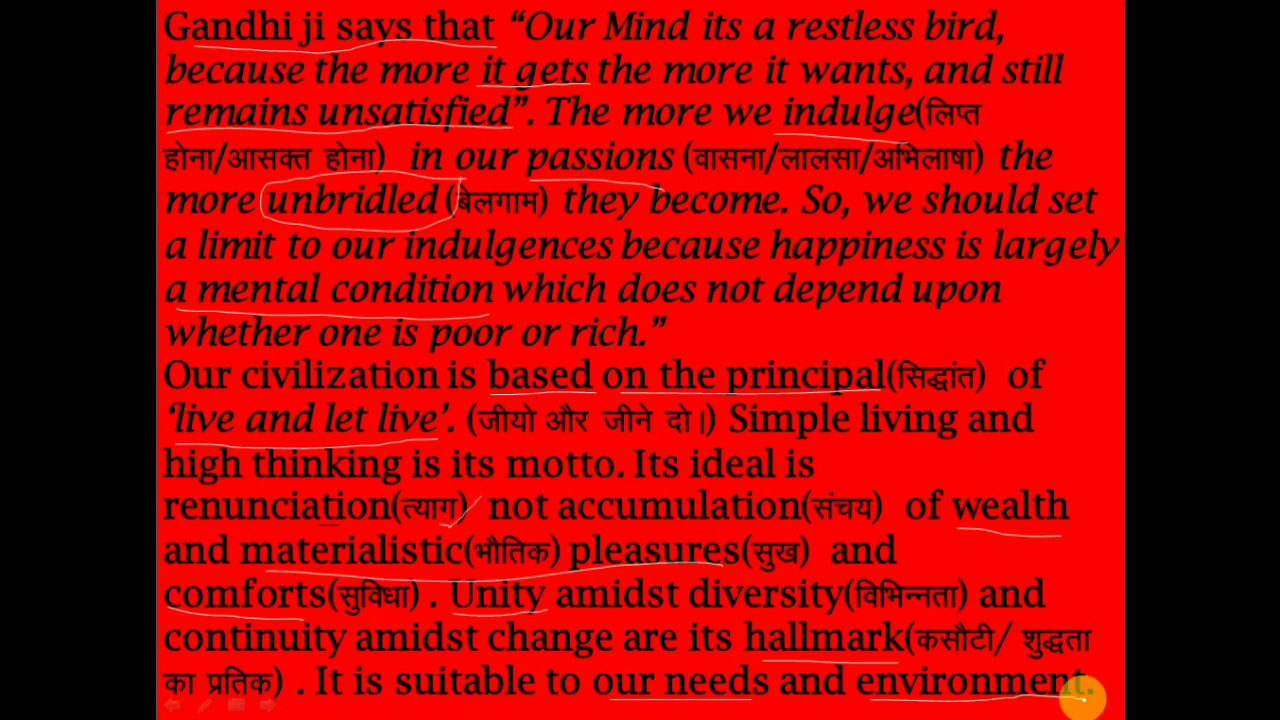 Gandhi ji says that “Our Mind its a restless bird,
because the more it gets the more it wants, and still
remains unsatisfied”. The more we indulge(लिप्त
होना/आसक्त होना) in our passions (वासना/लालसा/अभिलाषा) the
more unbridled (बेलगाम) they become. So, we should set
a limit to our indulgences because happiness is largely
a mental condition which does not depend upon
whether one is poor or rich.”
Our civilization is based on the principal(सिद्धांत) of
‘live and let live’. (जीयो और जीने दो।) Simple living and
high thinking is its motto. Its ideal is
renunciation(त्याग) not accumulation(संचय) of wealth
and materialistic(भौतिक) pleasures(सुख) and
comforts(सुविधा) . Unity amidst diversity(विभिन्नता) and
continuity amidst change are its hallmark(कसौटी/ शुद्धता
का प्रतिक) . It is suitable to our needs and environment.